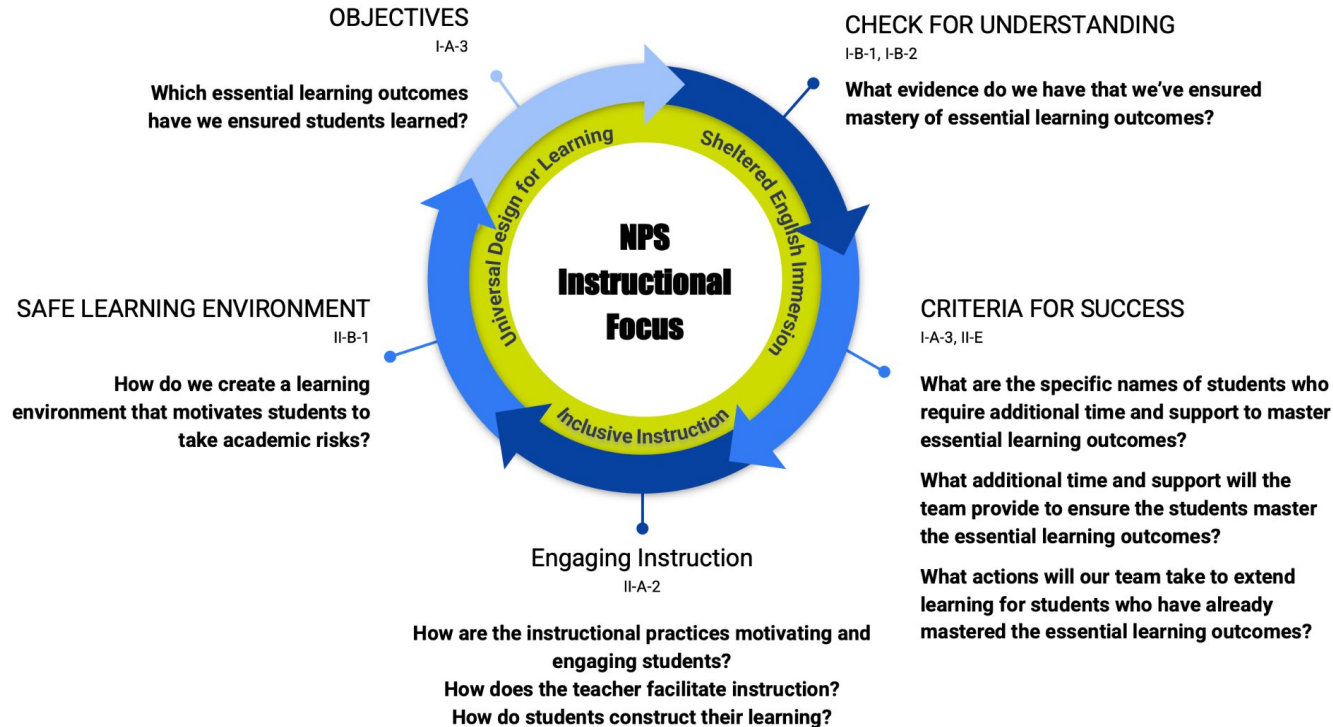 OBJECTIVES
I-A-3
Which essential learning outcomes
have we ensured students learned?
CHECK FOR UNDERSTANDING
I-B-1, I-B-2
What evidence do we have that we've ensured
mastery of essential learning outcomes?
Universal Design for Learning
Sheltered English Immersion
Inclusive Instruction
NPS
Instructional
Focus
SAFE LEARNING ENVIRONMENT
II-B-1
How do we create a learning
environment that motivates students to
take academic risks?
CRITERIA FOR SUCCESS
I-A-3, II-E
What are the specific names of students who
require additional time and support to master
essential learning outcomes?
What additional time and support will the
team provide to ensure the students master
the essential learning outcomes?
What actions will our team take to extend
learning for students who have already
mastered the essential learning outcomes?
Engaging Instruction
II-A-2
How are the instructional practices motivating and
engaging students?
How does the teacher facilitate instruction?
How do students construct their learning?